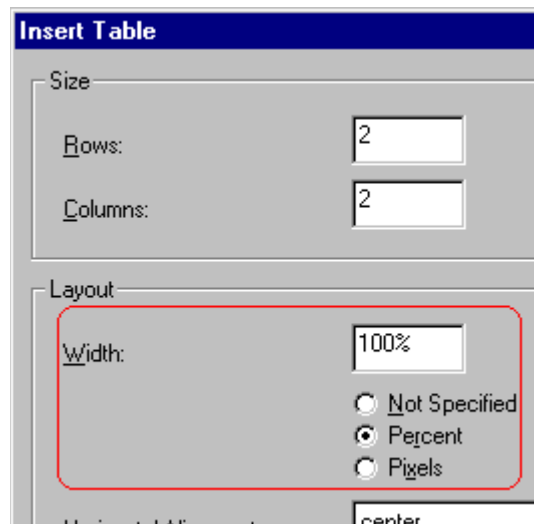 Insert Table
Size
Rows: 2
Columns: 2
Layout
Width: 100%
Not Specified
Percent
Pixels
center